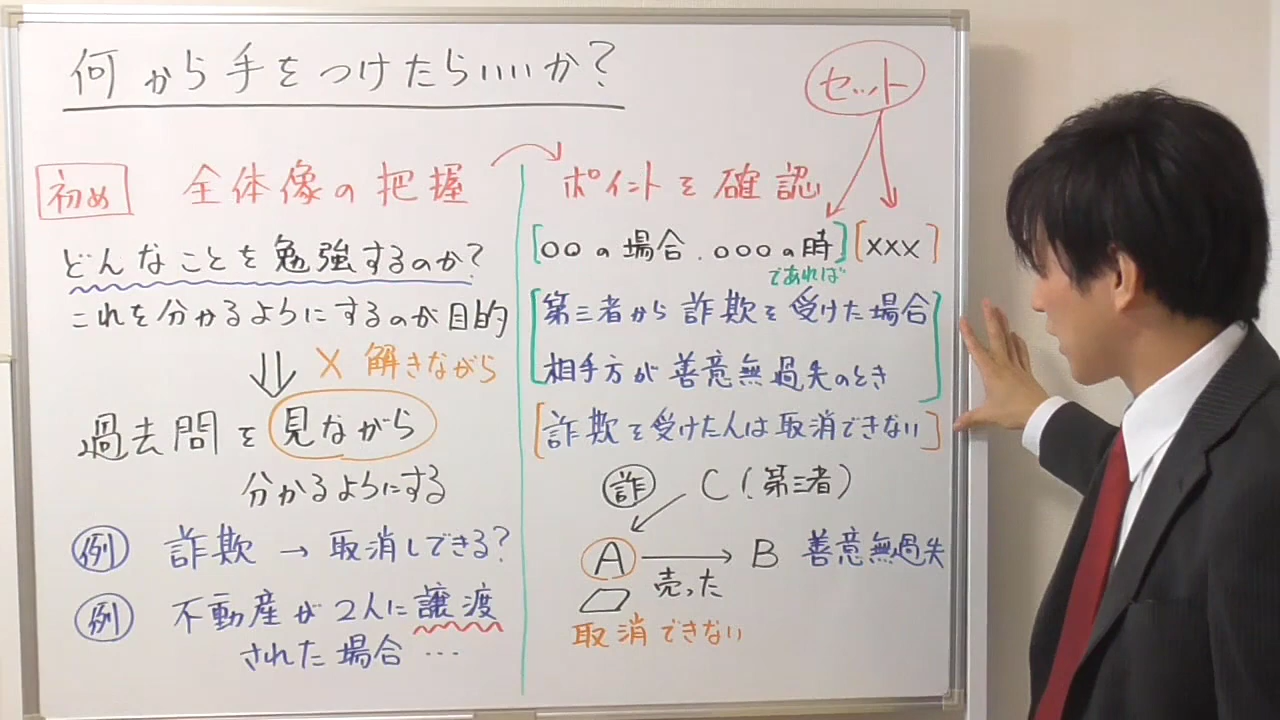 何から手をつけたらいいか?
セット
初め
全体像の把握
どんなことを勉強するのか?
これを分かるようにするのが目的
× 解きながら
過去問を見ながら
分かるようにする
例 詐欺 → 取消しできる?
例 不動産が2人に譲渡
された場合 …
ポイントを確認
[○○の場合、○○○の時] [×××]
であれば
[第三者から詐欺を受けた場合
相手方が善意無過失のとき]
[詐欺を受けた人は取消できない]
詐 C(第三者)
A → B 善意無過失
売った
取消できない